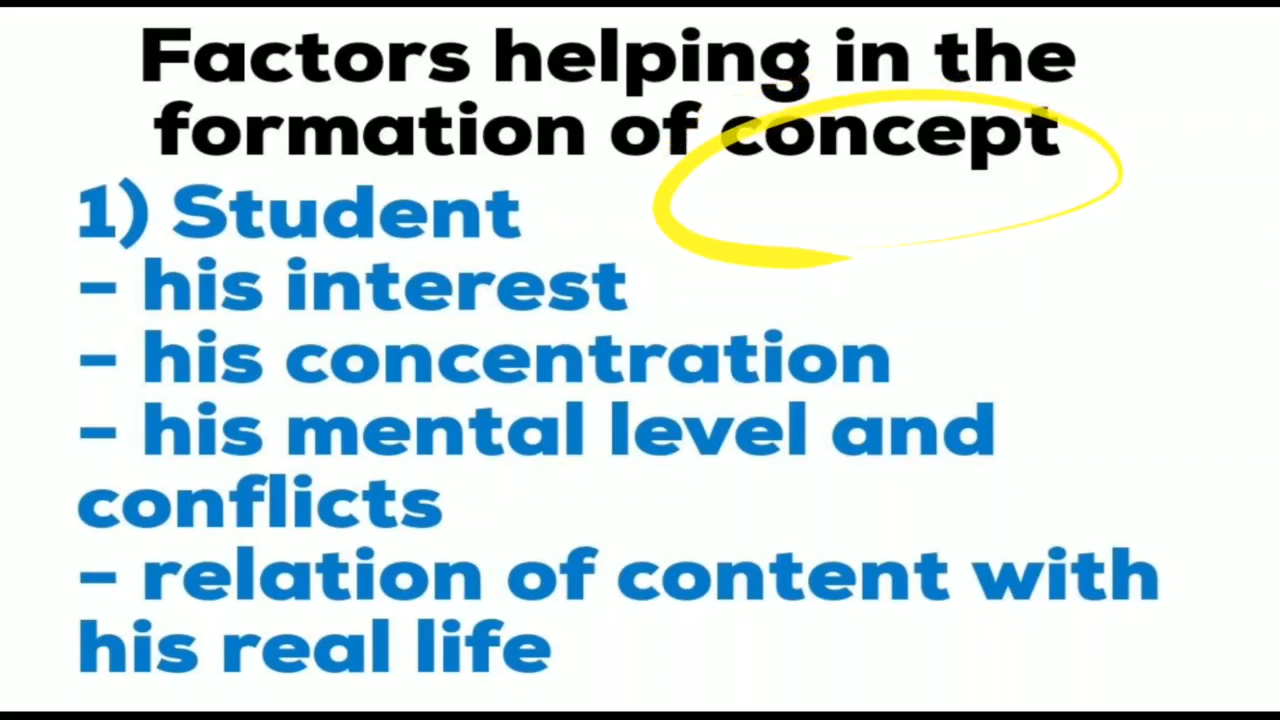 Factors helping in the
formation of concept
1) Student
– his interest
– his concentration
– his mental level and
conflicts
– relation of content with
his real life